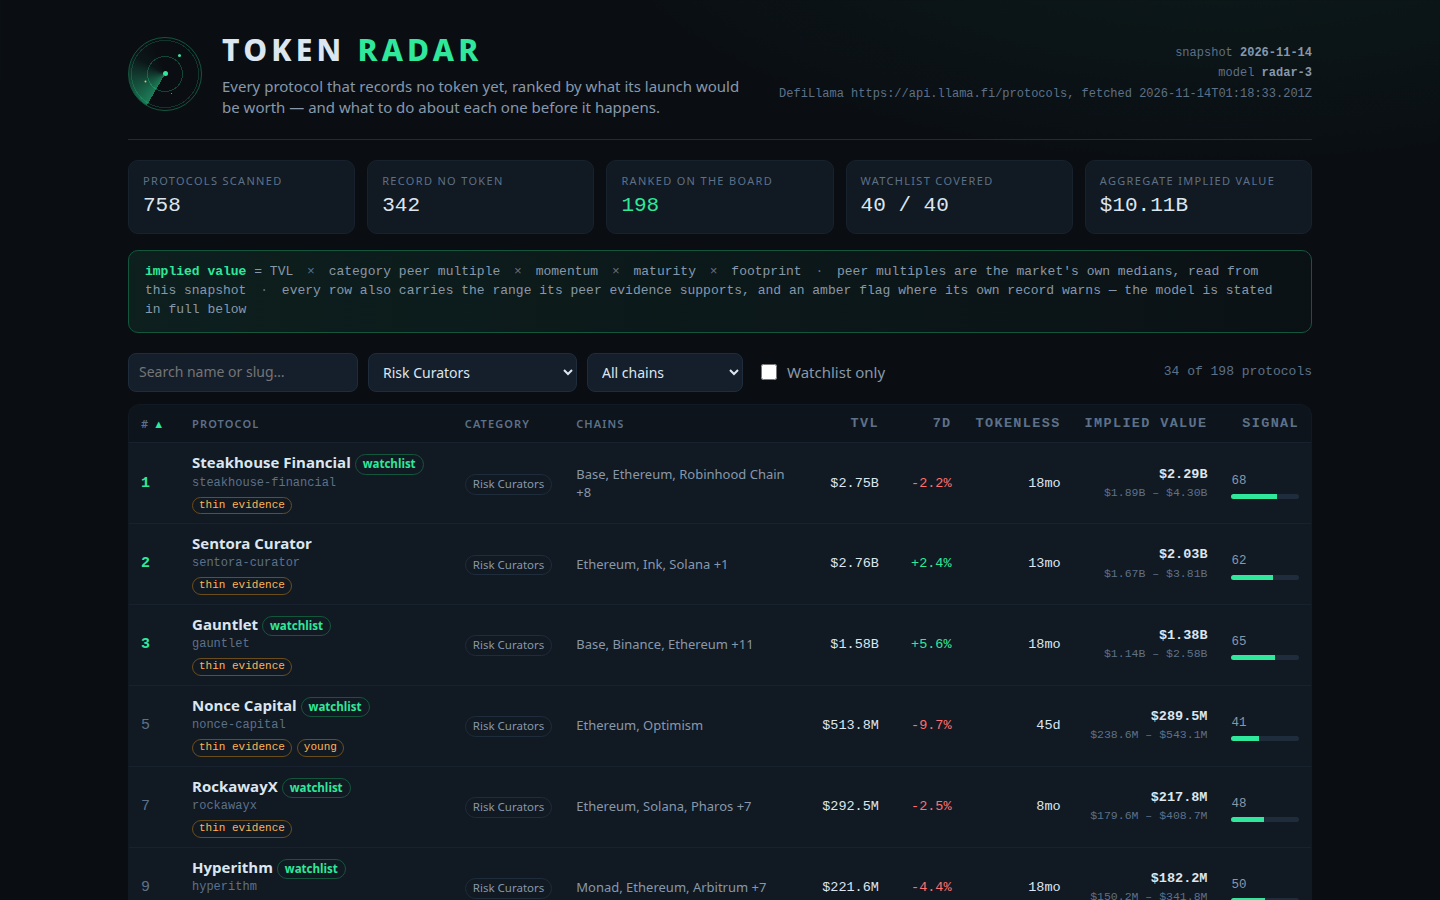 TOKEN RADAR
Every protocol that records no token yet, ranked by what its launch would
be worth — and what to do about each one before it happens.
snapshot 2026-11-14
model radar-3
DefiLlama https://api.llama.fi/protocols, fetched 2026-11-14T01:18:33.201Z
PROTOCOLS SCANNED
758
RECORD NO TOKEN
342
RANKED ON THE BOARD
198
WATCHLIST COVERED
40 / 40
AGGREGATE IMPLIED VALUE
$10.11B
implied value = TVL × category peer multiple × momentum × maturity × footprint · peer multiples are the market's own medians, read from
this snapshot · every row also carries the range its peer evidence supports, and an amber flag where its own record warns — the model is stated
in full below
Search name or slug...
Risk Curators
All chains
Watchlist only
34 of 198 protocols
# ▲ PROTOCOL CATEGORY CHAINS TVL 7D TOKENLESS IMPLIED VALUE SIGNAL
1 Steakhouse Financial watchlist
steakhouse-financial
thin evidence
Risk Curators
Base, Ethereum, Robinhood Chain
+8
$2.75B -2.2% 18mo
$2.29B
$1.89B – $4.30B
68
2 Sentora Curator
sentora-curator
thin evidence
Risk Curators
Ethereum, Ink, Solana +1
$2.76B +2.4% 13mo
$2.03B
$1.67B – $3.81B
62
3 Gauntlet watchlist
gauntlet
thin evidence
Risk Curators
Base, Binance, Ethereum +11
$1.58B +5.6% 18mo
$1.38B
$1.14B – $2.58B
65
5 Nonce Capital watchlist
nonce-capital
thin evidence young
Risk Curators
Ethereum, Optimism
$513.8M -9.7% 45d
$289.5M
$238.6M – $543.1M
41
7 RockawayX watchlist
rockawayx
thin evidence
Risk Curators
Ethereum, Solana, Pharos +7
$292.5M -2.5% 8mo
$217.8M
$179.6M – $408.7M
48
9 Hyperithm watchlist
hyperithm
Risk Curators
Monad, Ethereum, Arbitrum +7
$221.6M -4.4% 18mo
$182.2M
$150.2M – $341.8M
50